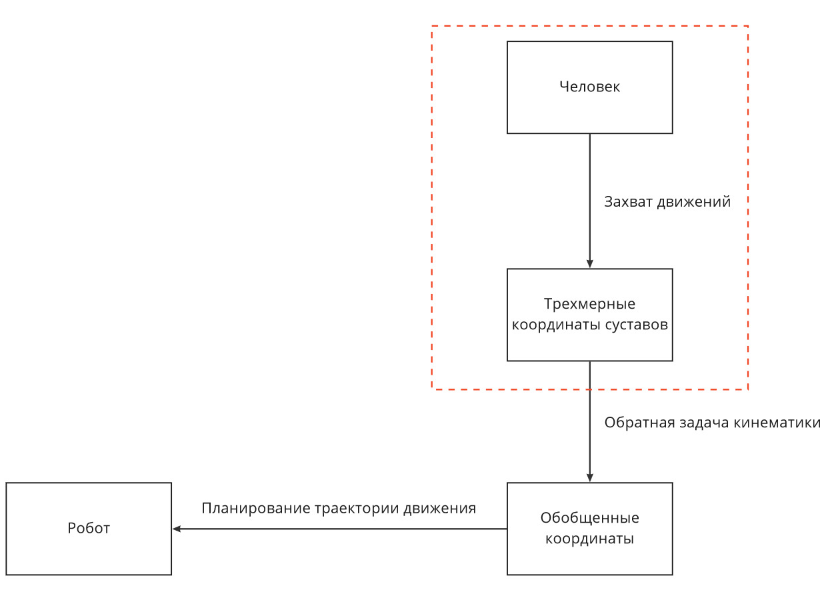 Человек
Захват движений
Трехмерные
координаты суставов
Обратная задача кинематики
Планирование траектории движения
Обобщенные
координаты
Робот